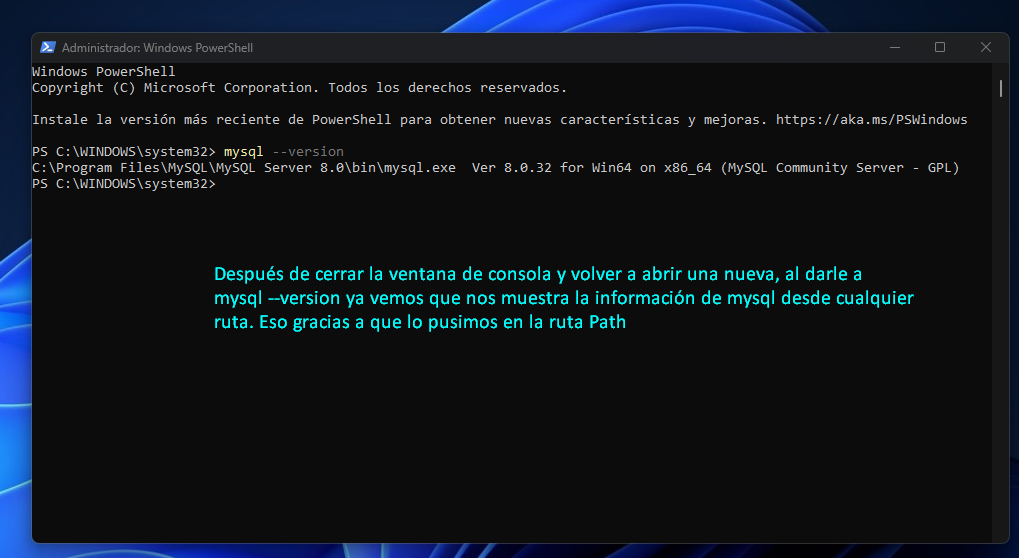 Administrador: Windows PowerShell
Windows PowerShell
Copyright (C) Microsoft Corporation. Todos los derechos reservados.
Instale la versión más reciente de PowerShell para obtener nuevas características y mejoras. https://aka.ms/PSWindows
PS C:\WINDOWS\system32> mysql --version
C:\Program Files\MySQL\MySQL Server 8.0\bin\mysql.exe  Ver 8.0.32 for Win64 on x86_64 (MySQL Community Server - GPL)
PS C:\WINDOWS\system32>
Después de cerrar la ventana de consola y volver a abrir una nueva, al darle a
mysql --version ya vemos que nos muestra la información de mysql desde cualquier
ruta. Eso gracias a que lo pusimos en la ruta Path